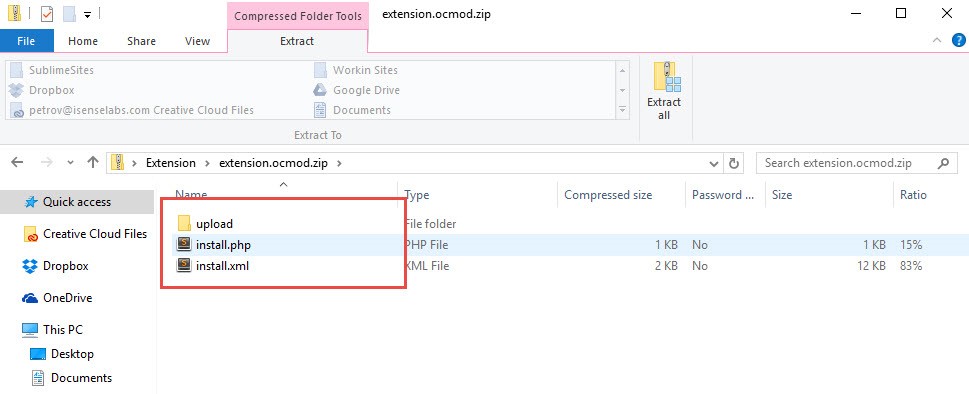 Compressed Folder Tools extension.ocmod.zip
File Home Share View Extract
SublimeSites Workin Sites
Dropbox Google Drive
petrov@isenselabs.com Creative Cloud Files Documents
Extract all
Extract To
Extension extension.ocmod.zip Search extension.ocmod.zip
Name Type Compressed size Password ... Size Ratio
Quick access
upload File folder
Creative Cloud Files
install.php PHP File 1 KB No 1 KB 15%
Dropbox
install.xml XML File 2 KB No 12 KB 83%
OneDrive
This PC
Desktop
Documents